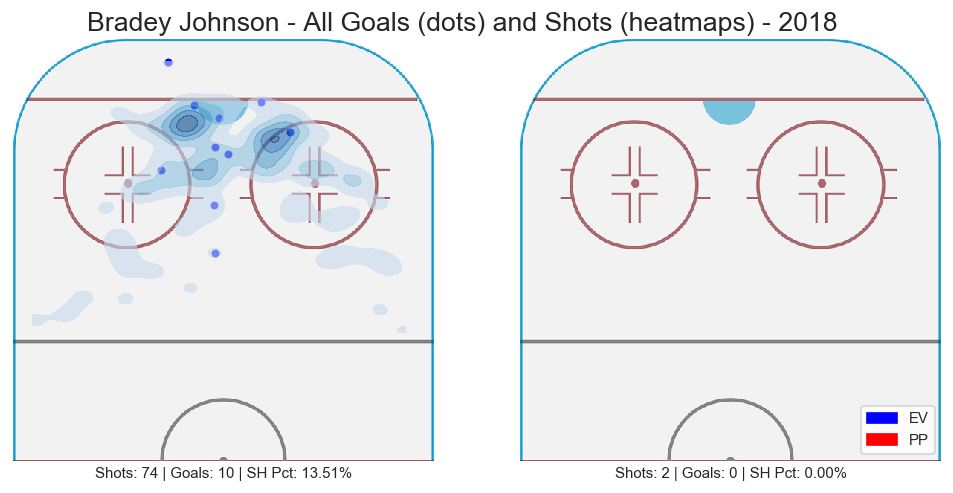 Bradey Johnson - All Goals (dots) and Shots (heatmaps) - 2018
EV
PP
Shots: 74 | Goals: 10 | SH Pct: 13.51%
Shots: 2 | Goals: 0 | SH Pct: 0.00%